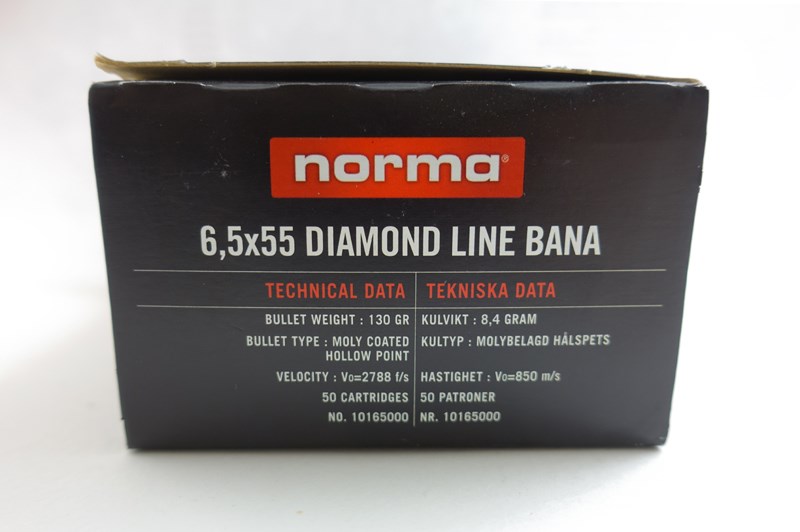 norma®
6,5x55 DIAMOND LINE BANA
TECHNICAL DATA
BULLET WEIGHT : 130 GR
BULLET TYPE : MOLY COATED
HOLLOW POINT
VELOCITY : V0=2788 f/s
50 CARTRIDGES
NO. 10165000
TEKNISKA DATA
KULVIKT : 8,4 GRAM
KULTYP : MOLYBELAGD HÅLSPETS
HASTIGHET : V0=850 m/s
50 PATRONER
NR. 10165000